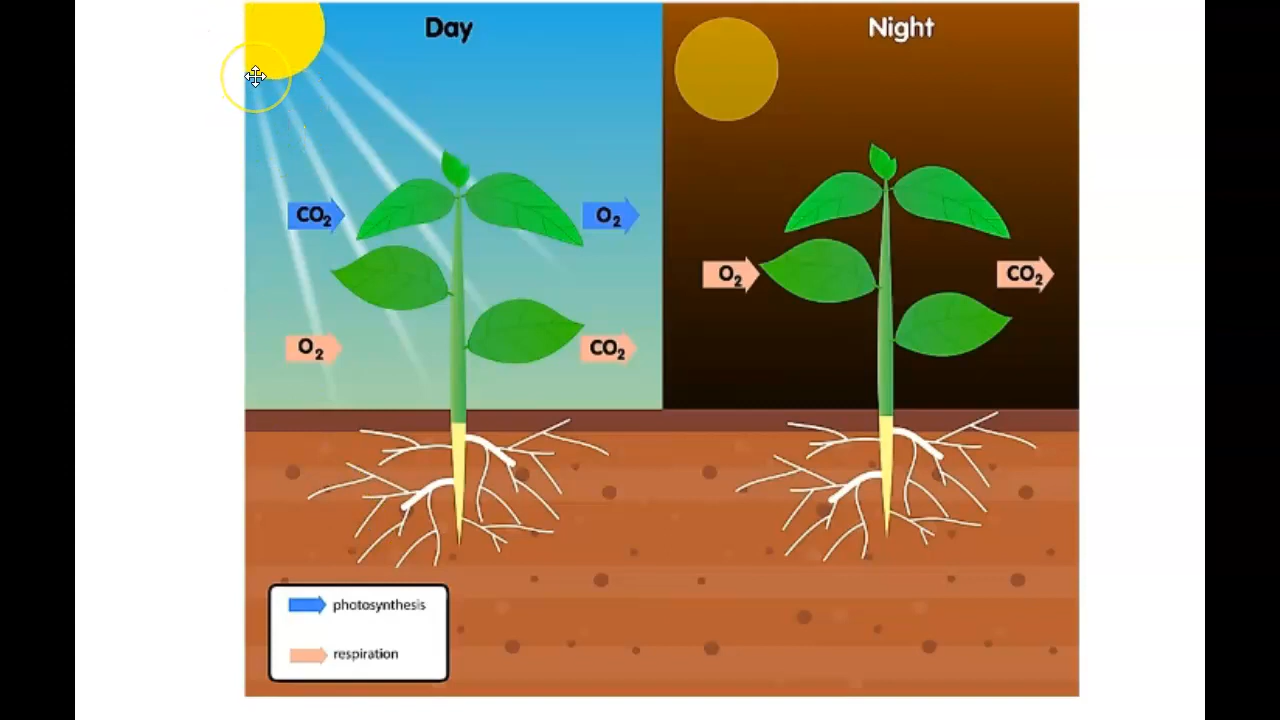 Day
Night
CO₂
O₂
O₂
CO₂
O₂
CO₂
photosynthesis
respiration